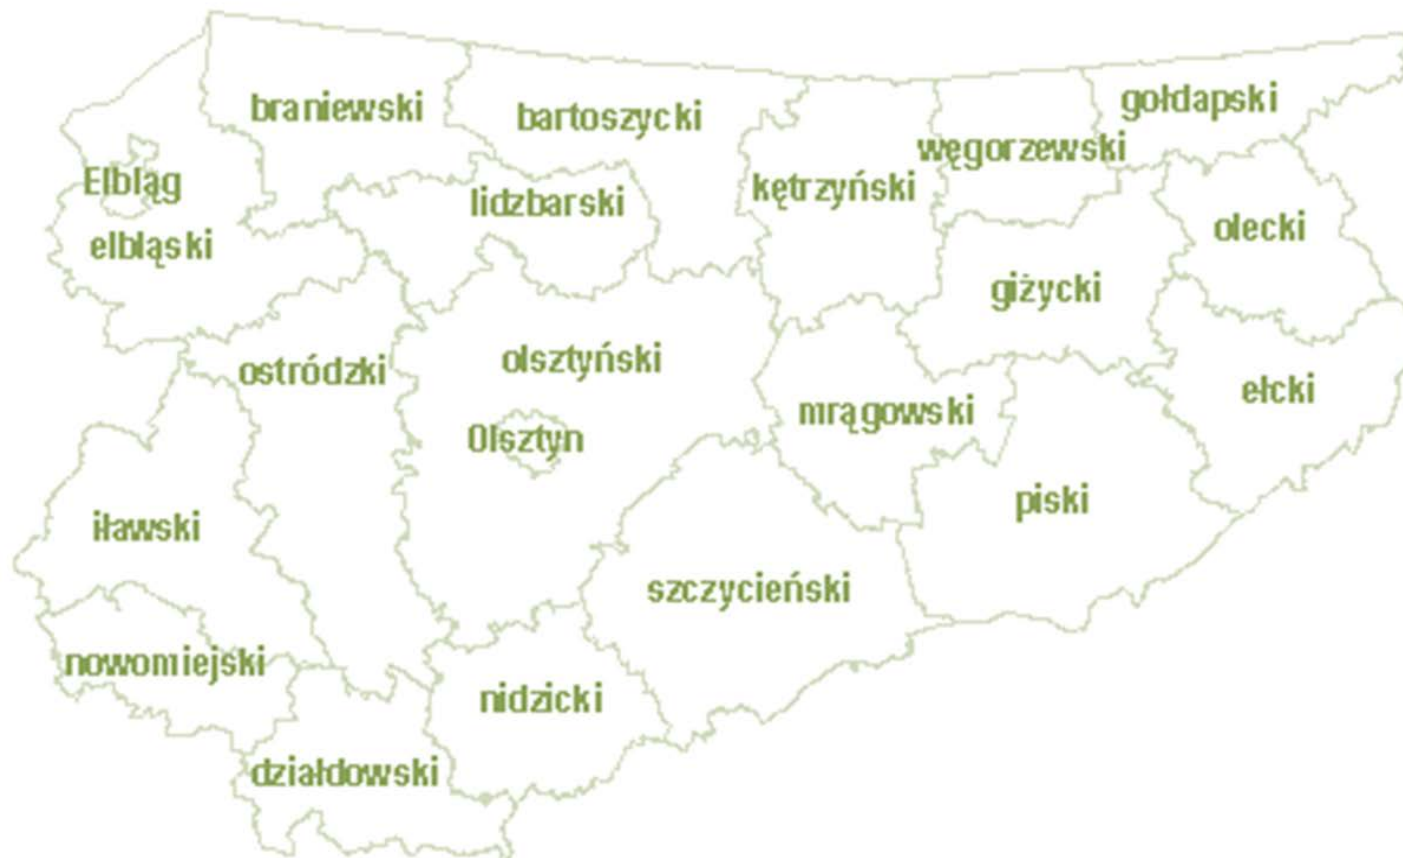 gołdapski
braniewski
bartoszycki
węgorzewski
Elbląg
kętrzyński
lidzbarski
olecki
elbląski
giżycki
olsztyński
ostródzki
ełcki
mrągowski
Olsztyn
piski
iławski
szczycieński
nowomiejski
nidzicki
działdowski